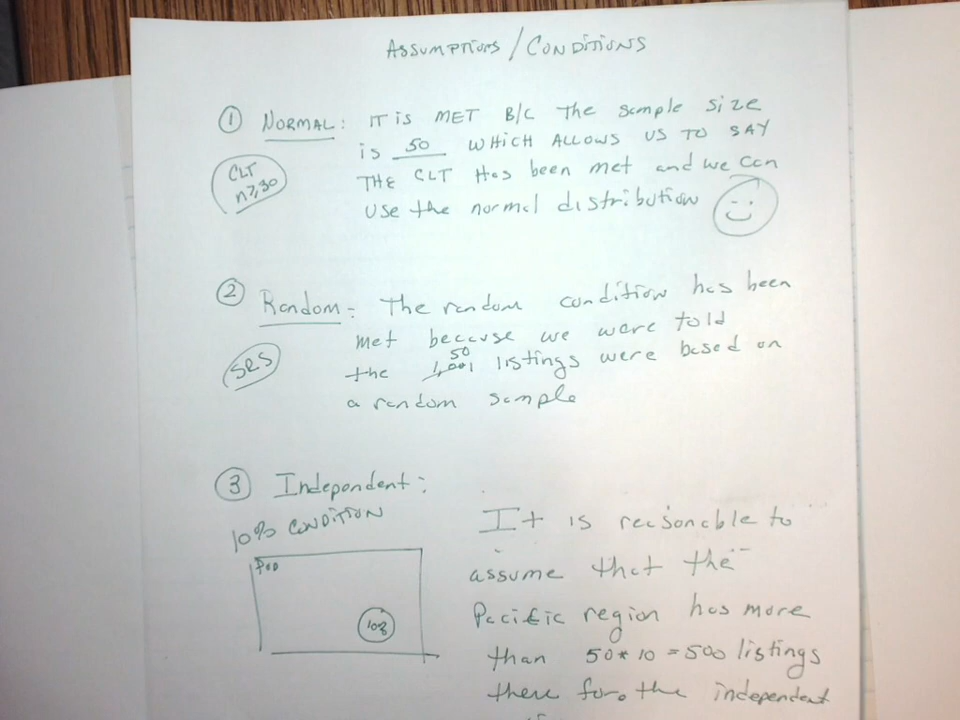 ASSUMPTIONS / CONDITIONS
① NORMAL: IT is MET B/C The sample size
is 50 WHICH ALLOWS US TO SAY
CLT
n≥30
THE CLT Has been met and we can
use the normal distribution
② Random: The random condition has been
met because we were told
SRS
50
the 1,001 listings were based on
a random sample
③ Independent:
10% CONDITION
Pop
10%
It is reasonable to
assume that the
Pacific region has more
than 50*10 = 500 listings
there for. the independent